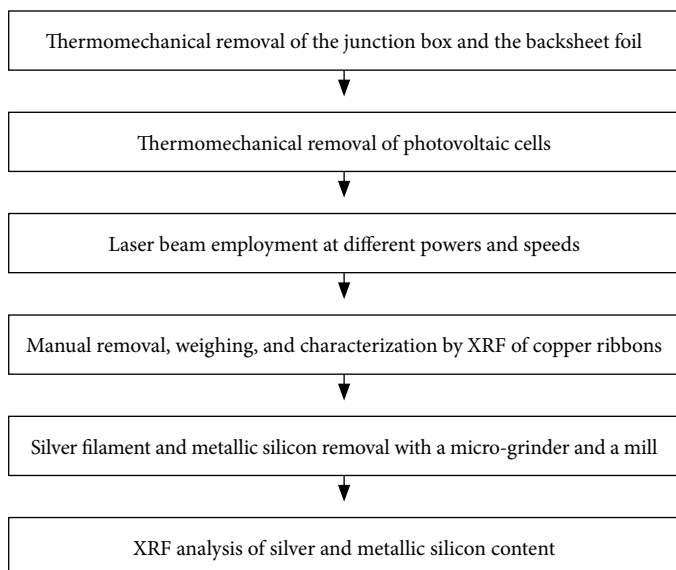 Thermomechanical removal of the junction box and the backsheet foil
Thermomechanical removal of photovoltaic cells
Laser beam employment at different powers and speeds
Manual removal, weighing, and characterization by XRF of copper ribbons
Silver filament and metallic silicon removal with a micro-grinder and a mill
XRF analysis of silver and metallic silicon content